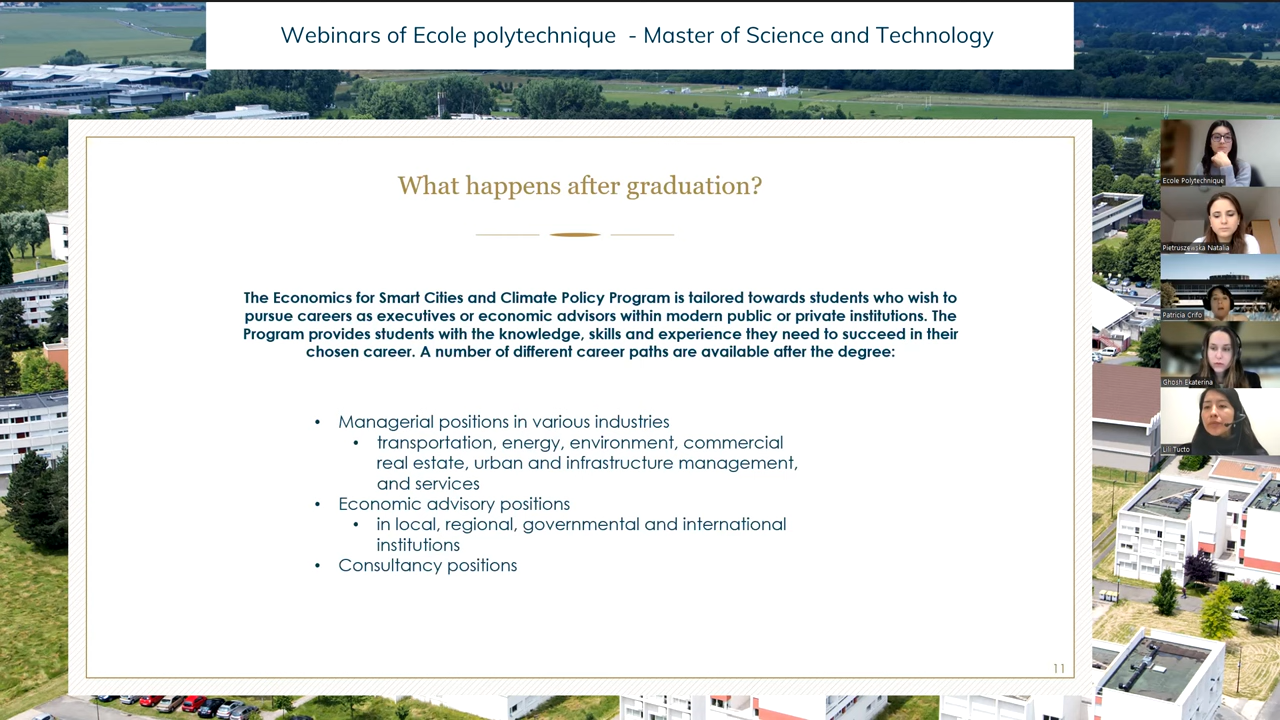 Webinars of Ecole polytechnique - Master of Science and Technology
What happens after graduation?
The Economics for Smart Cities and Climate Policy Program is tailored towards students who wish to
pursue careers as executives or economic advisors within modern public or private institutions. The
Program provides students with the knowledge, skills and experience they need to succeed in their
chosen career. A number of different career paths are available after the degree:
• Managerial positions in various industries
• transportation, energy, environment, commercial
real estate, urban and infrastructure management,
and services
• Economic advisory positions
• in local, regional, governmental and international
institutions
• Consultancy positions
11
Ecole Polytechnique
Pietruszewska Natalia
Patricia Crifo
Ghosh Ekaterina
Lili Tucto